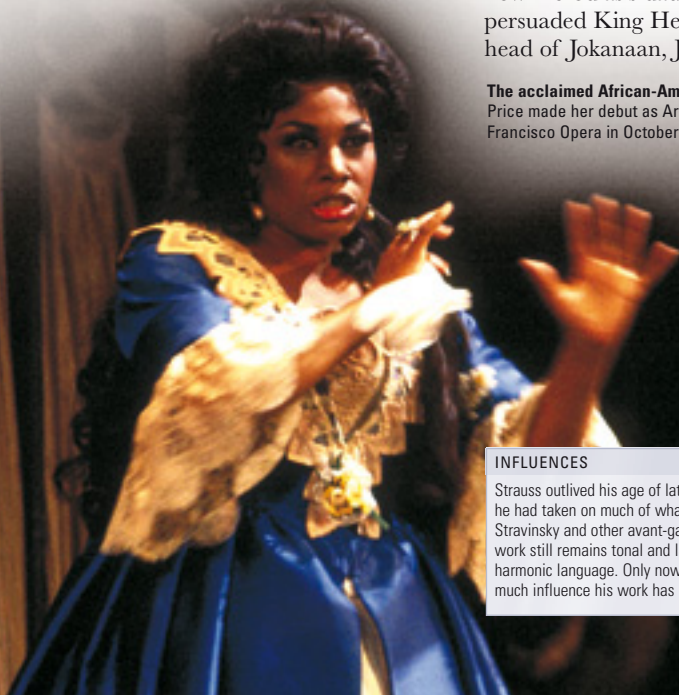 persuaded King He
head of Jokanaan, J
The acclaimed African-Am
Price made her debut as Ar
Francisco Opera in October
INFLUENCES
Strauss outlived his age of lat
he had taken on much of wha
Stravinsky and other avant-ga
work still remains tonal and l
harmonic language. Only now
much influence his work has